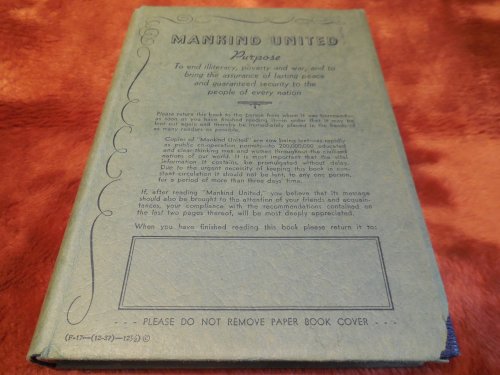 MANKIND UNITED
Purpose
To end illiteracy, poverty and war, and to
bring the assurance of lasting peace
and guaranteed security to the
people of every nation
Please return this book to the person from whom it was borrowed—
as soon as you have finished reading it—in order that it may be
lent out again and thereby be immediately placed in the hands of
as many readers as possible.
Copies of "Mankind United" are now being loaned as rapidly
as public co-operation permits—to 200,000,000 educated
and clear-thinking men and women throughout the civilized
nations of our world. It is most important that the vital
information it contains, be promulgated without delay.
Due to the urgent necessity of keeping this book in con-
stant circulation it should not be lent, to any one person,
for a period of more than three days' time.
If, after reading "Mankind United," you believe that its message
should also be brought to the attention of your friends and acquain-
tances, your compliance with the recommendations contained on
the last two pages thereof, will be most deeply appreciated.
When you have finished reading this book please return it to:
- - - PLEASE DO NOT REMOVE PAPER BOOK COVER - - -
(F-17—(12-37)—12½) ©